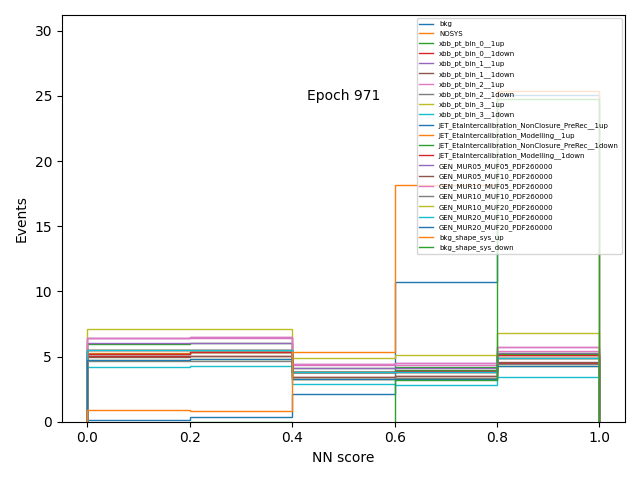 30
25
20
15
10
5
0
Events
Epoch 971
bkg
NOSYS
xbb_pt_bin_0__1up
xbb_pt_bin_0__1down
xbb_pt_bin_1__1up
xbb_pt_bin_1__1down
xbb_pt_bin_2__1up
xbb_pt_bin_2__1down
xbb_pt_bin_3__1up
xbb_pt_bin_3__1down
JET_EtaIntercalibration_NonClosure_PreRec__1up
JET_EtaIntercalibration_Modelling__1up
JET_EtaIntercalibration_NonClosure_PreRec__1down
JET_EtaIntercalibration_Modelling__1down
GEN_MUR05_MUF05_PDF260000
GEN_MUR05_MUF10_PDF260000
GEN_MUR10_MUF05_PDF260000
GEN_MUR10_MUF10_PDF260000
GEN_MUR10_MUF20_PDF260000
GEN_MUR20_MUF10_PDF260000
GEN_MUR20_MUF20_PDF260000
bkg_shape_sys_up
bkg_shape_sys_down
0.0 0.2 0.4 0.6 0.8 1.0
NN score